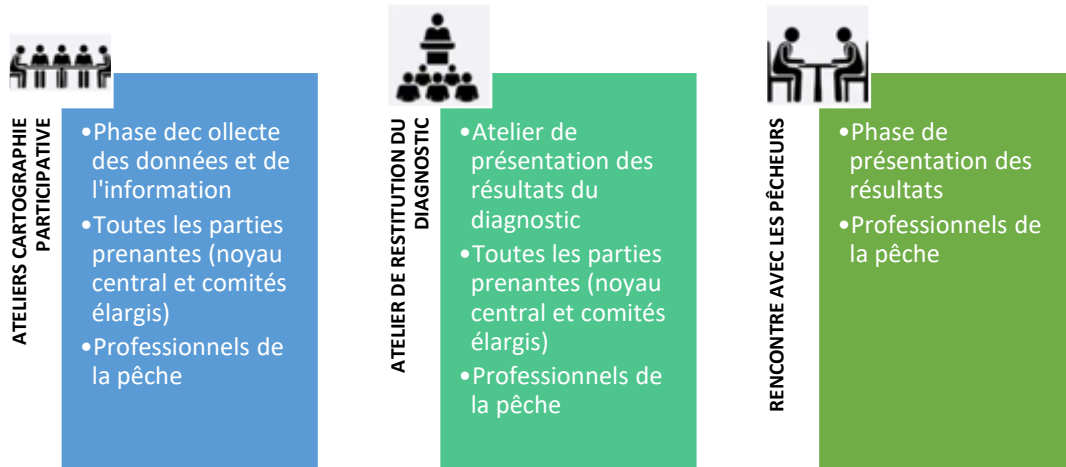 ATELIERS CARTOGRAPHIE
PARTICIPATIVE
•Phase dec ollecte
des données et de
l'information
•Toutes les parties
prenantes (noyau
central et comités
élargis)
•Professionnels de
la pêche
ATELIER DE RESTITUTION DU
DIAGNOSTIC
•Atelier de
présentation des
résultats du
diagnostic
•Toutes les parties
prenantes (noyau
central et comités
élargis)
•Professionnels de
la pêche
RENCONTRE AVEC LES PÊCHEURS
•Phase de
présentation des
résultats
•Professionnels de
la pêche